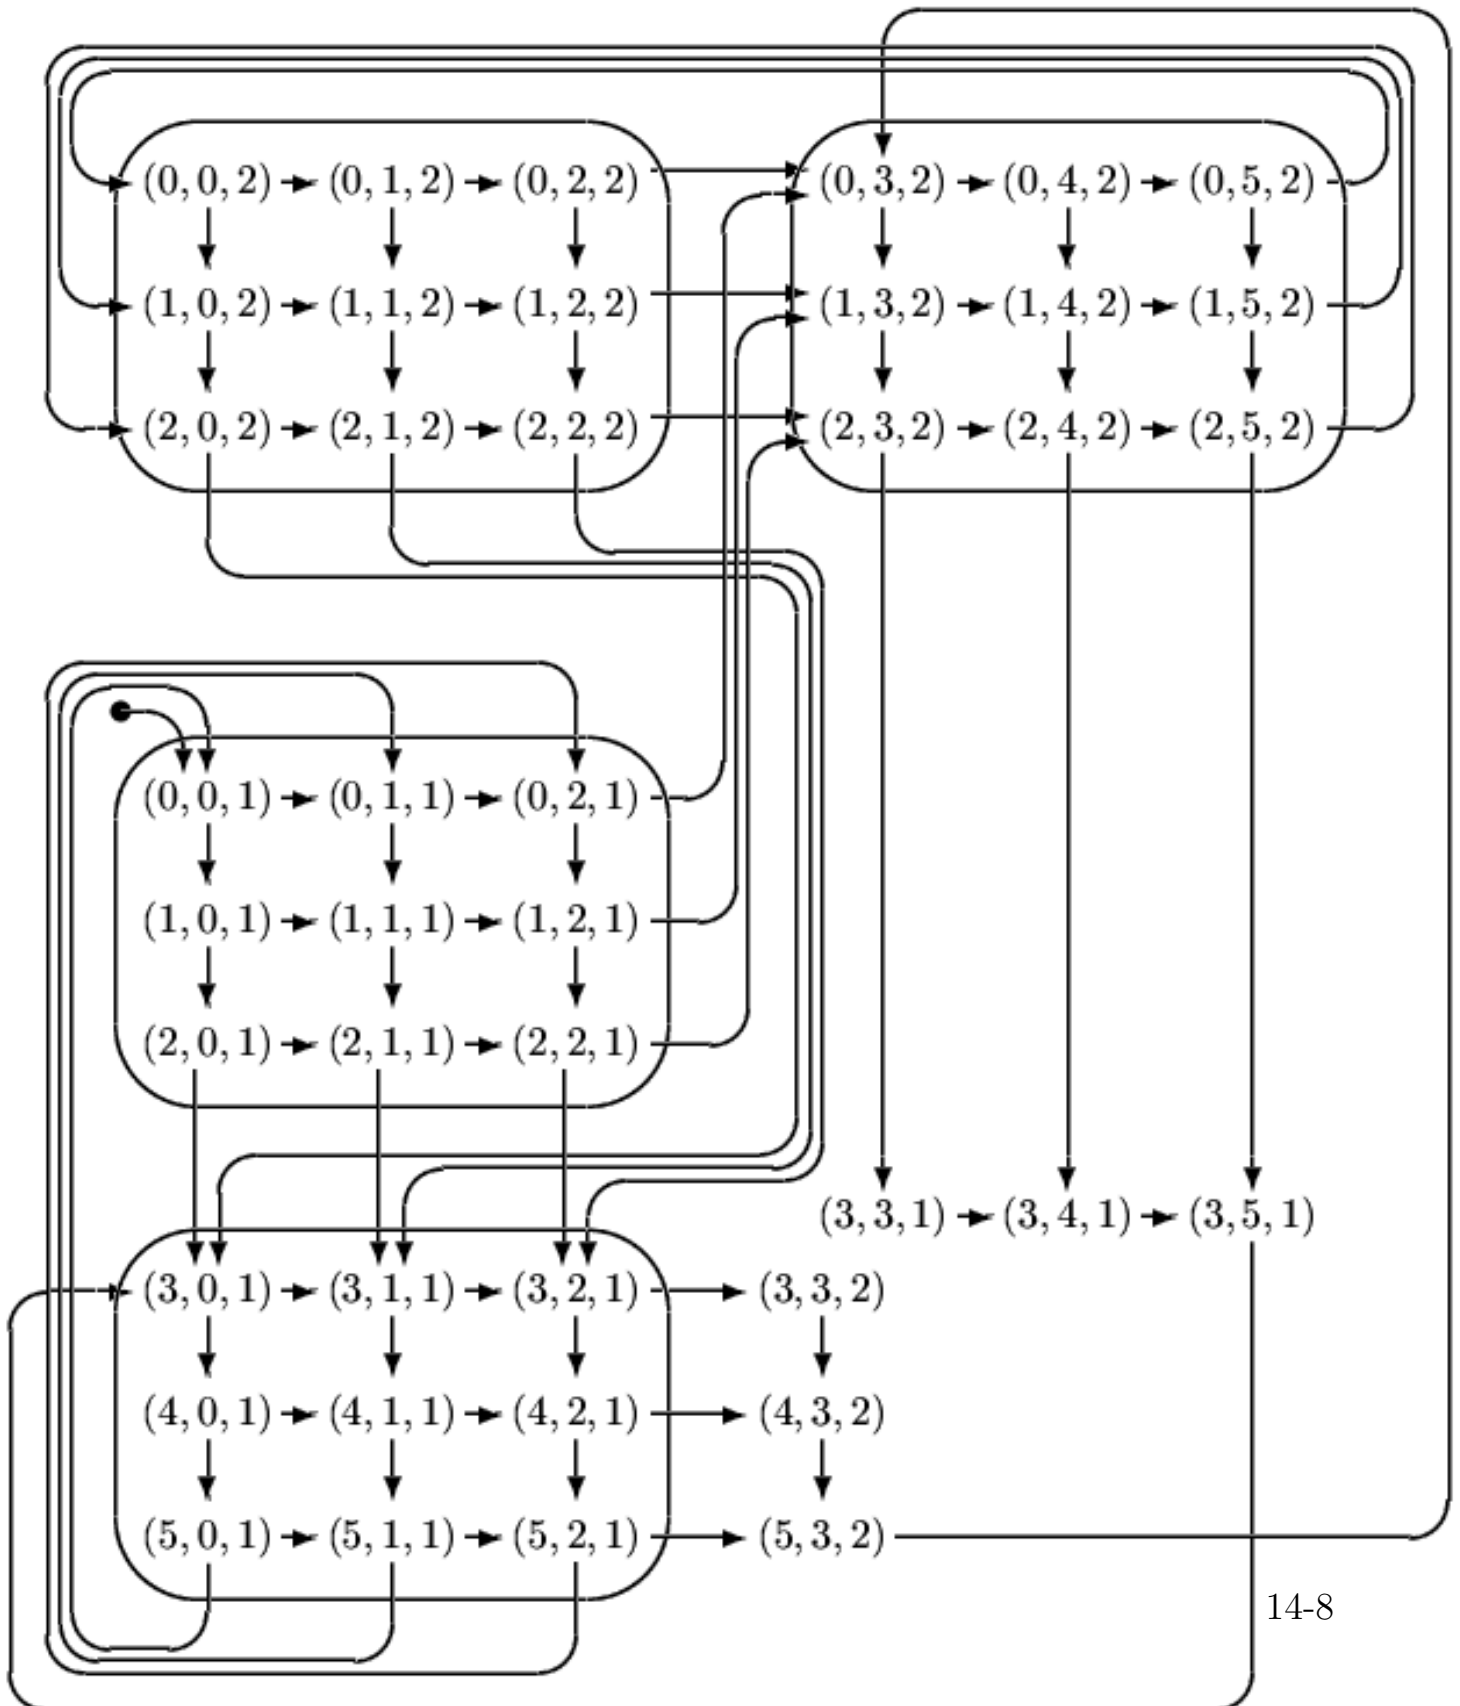 (0, 0, 2) (0, 1, 2) (0, 2, 2) (0, 3, 2) (0, 4, 2) (0, 5, 2)
(1, 0, 2) (1, 1, 2) (1, 2, 2) (1, 3, 2) (1, 4, 2) (1, 5, 2)
(2, 0, 2) (2, 1, 2) (2, 2, 2) (2, 3, 2) (2, 4, 2) (2, 5, 2)
(0, 0, 1) (0, 1, 1) (0, 2, 1)
(1, 0, 1) (1, 1, 1) (1, 2, 1)
(2, 0, 1) (2, 1, 1) (2, 2, 1)
(3, 3, 1) (3, 4, 1) (3, 5, 1)
(3, 0, 1) (3, 1, 1) (3, 2, 1) (3, 3, 2)
(4, 0, 1) (4, 1, 1) (4, 2, 1) (4, 3, 2)
(5, 0, 1) (5, 1, 1) (5, 2, 1) (5, 3, 2)
14-8